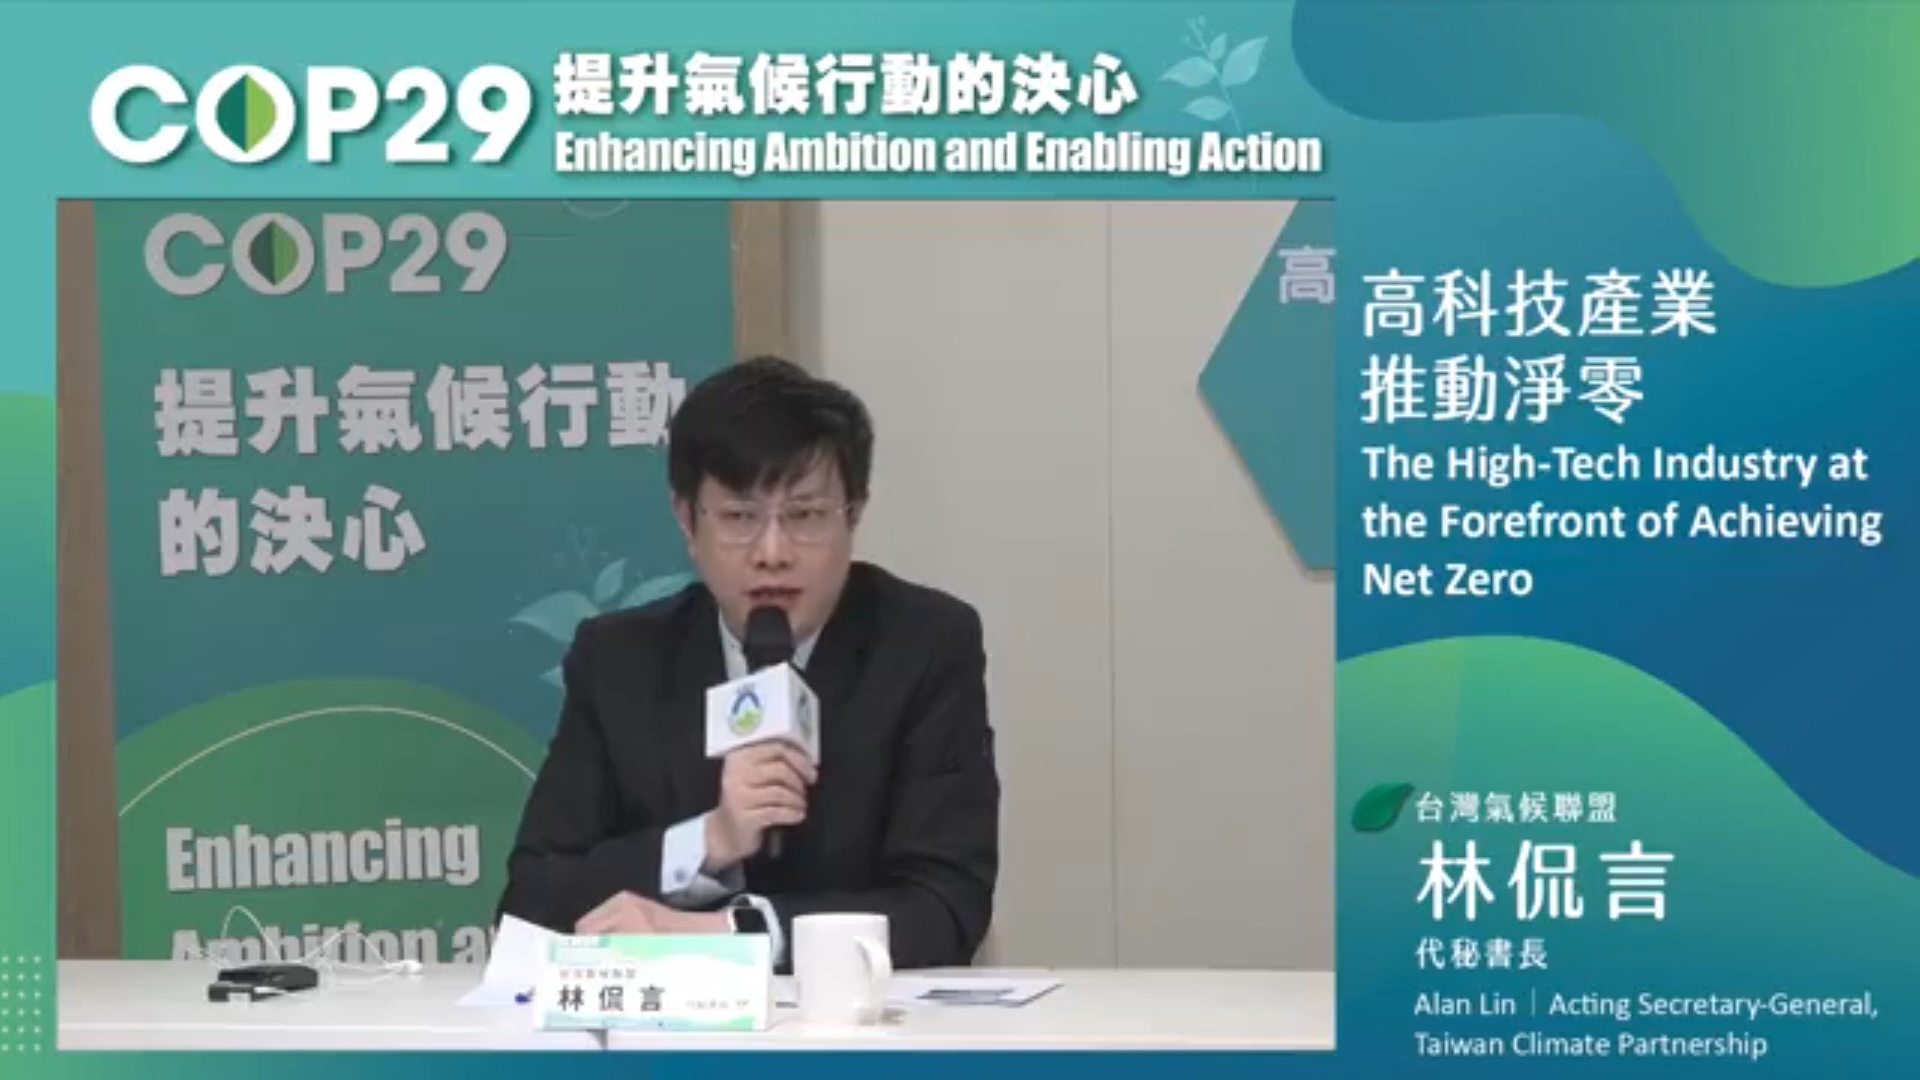 COP29
提升氣候行動的決心
Enhancing Ambition and Enabling Action
COP29
提升氣候行動
的決心
Enhancing
Ambition a
高
林侃言
高科技產業
推動淨零
The High-Tech Industry at
the Forefront of Achieving
Net Zero
台灣氣候聯盟
林侃言
代秘書長
Alan Lin｜Acting Secretary-General,
Taiwan Climate Partnership